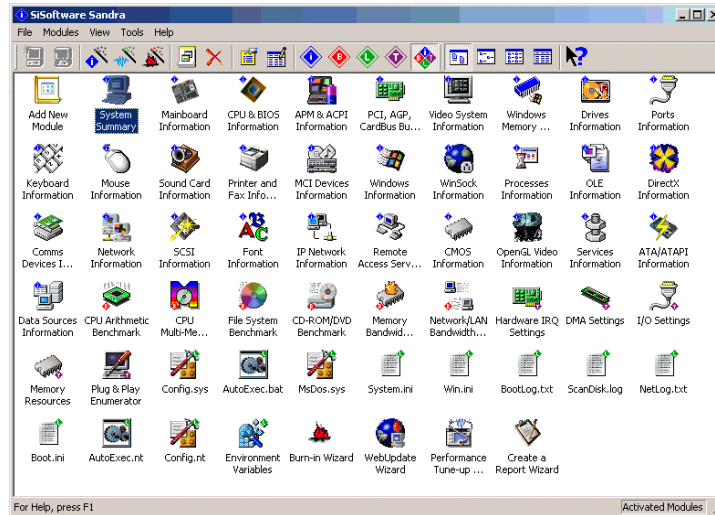 SiSoftware Sandra
File Modules View Tools Help
Add New Module
System Summary
Mainboard Information
CPU & BIOS Information
APM & ACPI Information
PCI, AGP, CardBus Bu...
Video System Information
Windows Memory ...
Drives Information
Ports Information
Keyboard Information
Mouse Information
Sound Card Information
Printer and Fax Info...
MCI Devices Information
Windows Information
WinSock Information
Processes Information
OLE Information
DirectX Information
Comms Devices I...
Network Information
SCSI Information
Font Information
IP Network Information
Remote Access Serv...
CMOS Information
OpenGL Video Information
Services Information
ATA/ATAPI Information
Data Sources Information
CPU Arithmetic Benchmark
CPU Multi-Me...
File System Benchmark
CD-ROM/DVD Benchmark
Memory Bandwid...
Network/LAN Bandwidth...
Hardware IRQ Settings
DMA Settings
I/O Settings
Memory Resources
Plug & Play Enumerator
Config.sys
AutoExec.bat
MsDos.sys
System.ini
Win.ini
BootLog.txt
ScanDisk.log
NetLog.txt
Boot.ini
AutoExec.nt
Config.nt
Environment Variables
Burn-in Wizard
WebUpdate Wizard
Performance Tune-up ...
Create a Report Wizard
For Help, press F1
Activated Modules